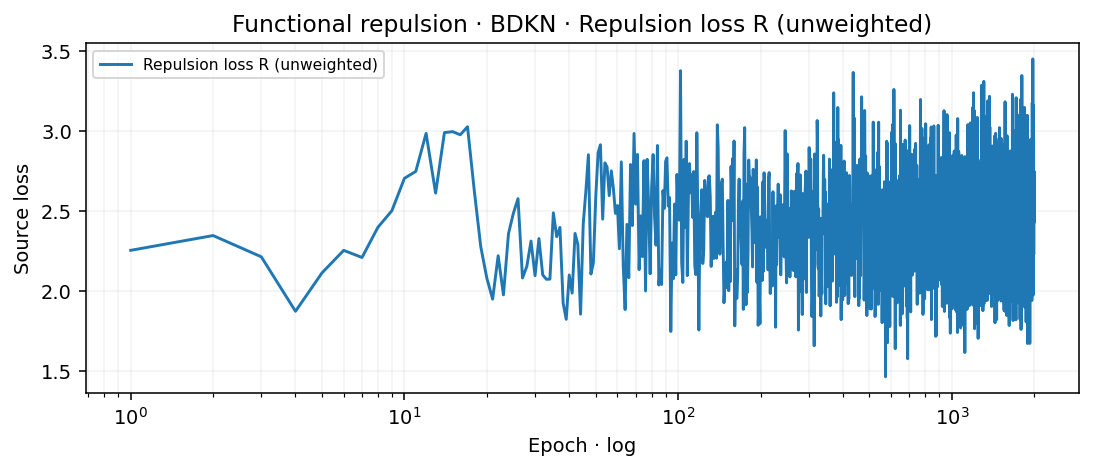 Functional repulsion · BDKN · Repulsion loss R (unweighted)
Repulsion loss R (unweighted)
Source loss
3.5
3.0
2.5
2.0
1.5
10⁰ 10¹ 10² 10³
Epoch · log